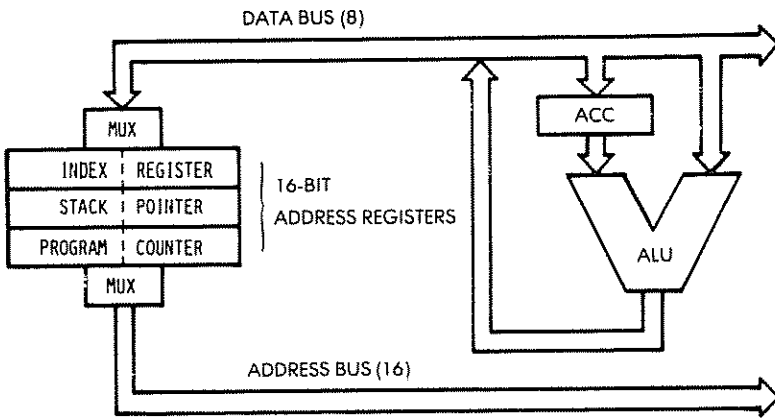 DATA BUS (8)
MUX
ACC
INDEX REGISTER
STACK POINTER
PROGRAM COUNTER
16-BIT
ADDRESS REGISTERS
MUX
ALU
ADDRESS BUS (16)